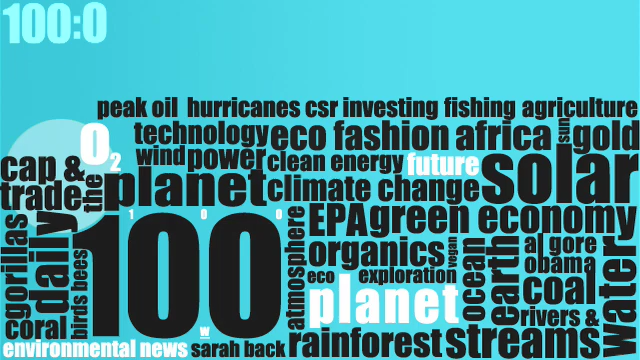 100:0
peak oil hurricanes csr investing fishing agriculture
O2 technology eco fashion africa sun gold
wind power clean energy future
cap &
trade the planet climate change solar
1 0 0
gorillas daily 100 EPA green economy
atmosphere organics vegan al gore
eco exploration ocean earth obama
coral birds bees planet coal water
w rivers &
environmental news sarah back rainforest streams